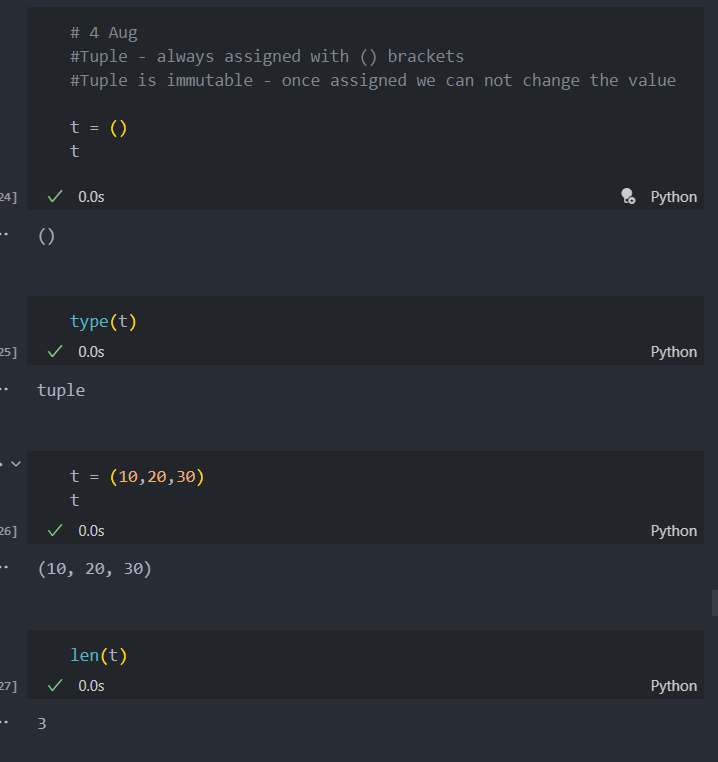 # 4 Aug
#Tuple - always assigned with () brackets
#Tuple is immutable - once assigned we can not change the value
t = ()
t
24] 0.0s Python
()
type(t)
25] 0.0s Python
tuple
t = (10,20,30)
t
26] 0.0s Python
(10, 20, 30)
len(t)
27] 0.0s Python
3